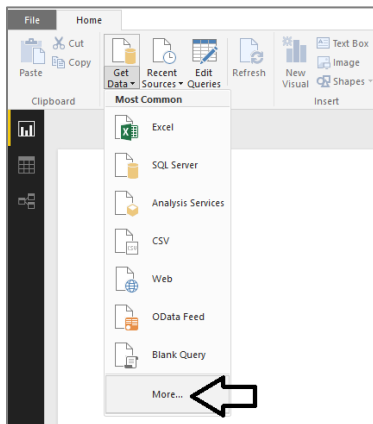 File Home
Cut
Copy
Paste
Clipboard
Get
Data
Recent
Sources
Edit
Queries
Refresh
New
Visual
Text Box
Image
Shapes
Insert
Most Common
Excel
SQL Server
Analysis Services
CSV
CSV
Web
OData Feed
Blank Query
More...